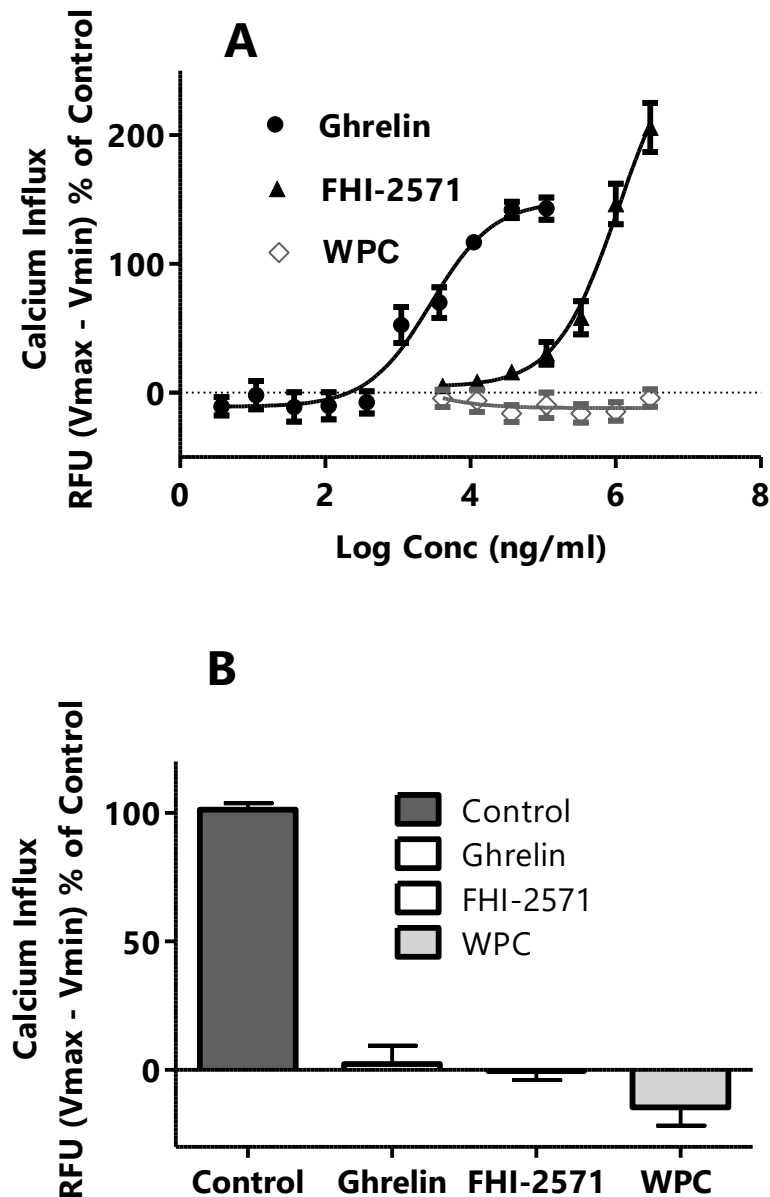 A
Calcium Influx
RFU (Vmax - Vmin) % of Control
200
100
0
Ghrelin
FHI-2571
WPC
0 2 4 6 8
Log Conc (ng/ml)
B
Calcium Influx
RFU (Vmax - Vmin) % of Control
100
50
0
Control
Ghrelin
FHI-2571
WPC
Control Ghrelin FHI-2571 WPC